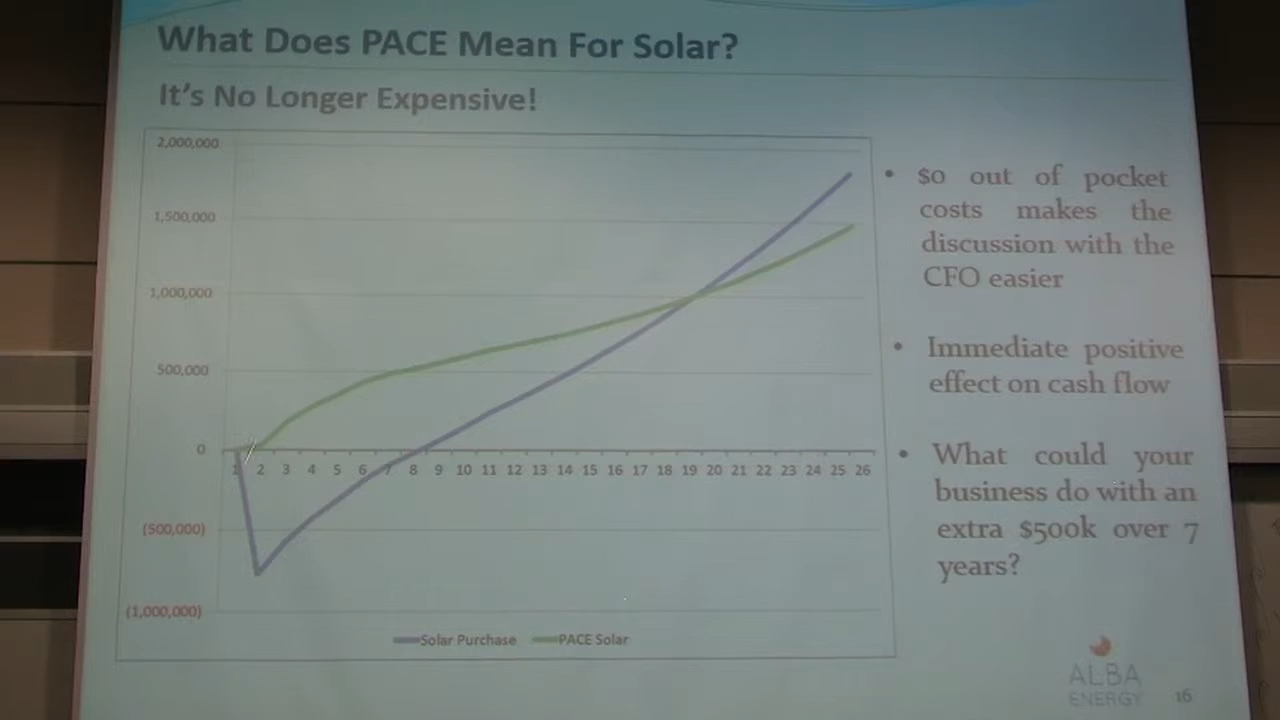 What Does PACE Mean For Solar?
It's No Longer Expensive!
2,000,000
1,500,000
1,000,000
500,000
0
(500,000)
(1,000,000)
1 2 3 4 5 6 7 8 9 10 11 12 13 14 15 16 17 18 19 20 21 22 23 24 25 26
Solar Purchase PACE Solar
• $0 out of pocket
costs makes the
discussion with the
CFO easier
• Immediate positive
effect on cash flow
• What could your
business do with an
extra $500k over 7
years?
ALBA
ENERGY
16